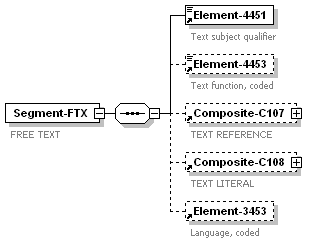 Element-4451
Text subject qualifier
Element-4453
Text function, coded
Segment-FTX
FREE TEXT
Composite-C107
TEXT REFERENCE
Composite-C108
TEXT LITERAL
Element-3453
Language, coded